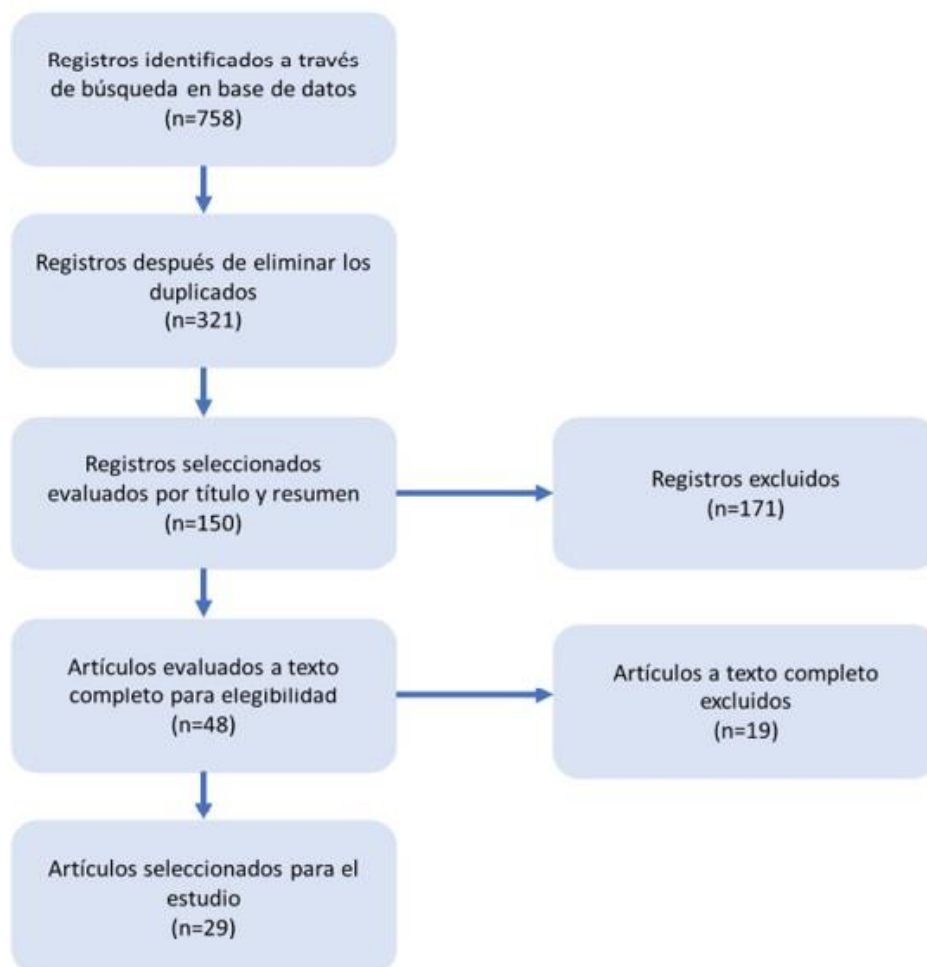 Registros identificados a través
de búsqueda en base de datos
(n=758)
Registros después de eliminar los
duplicados
(n=321)
Registros seleccionados
evaluados por título y resumen
(n=150)
Registros excluidos
(n=171)
Artículos evaluados a texto
completo para elegibilidad
(n=48)
Artículos a texto completo
excluidos
(n=19)
Artículos seleccionados para el
estudio
(n=29)